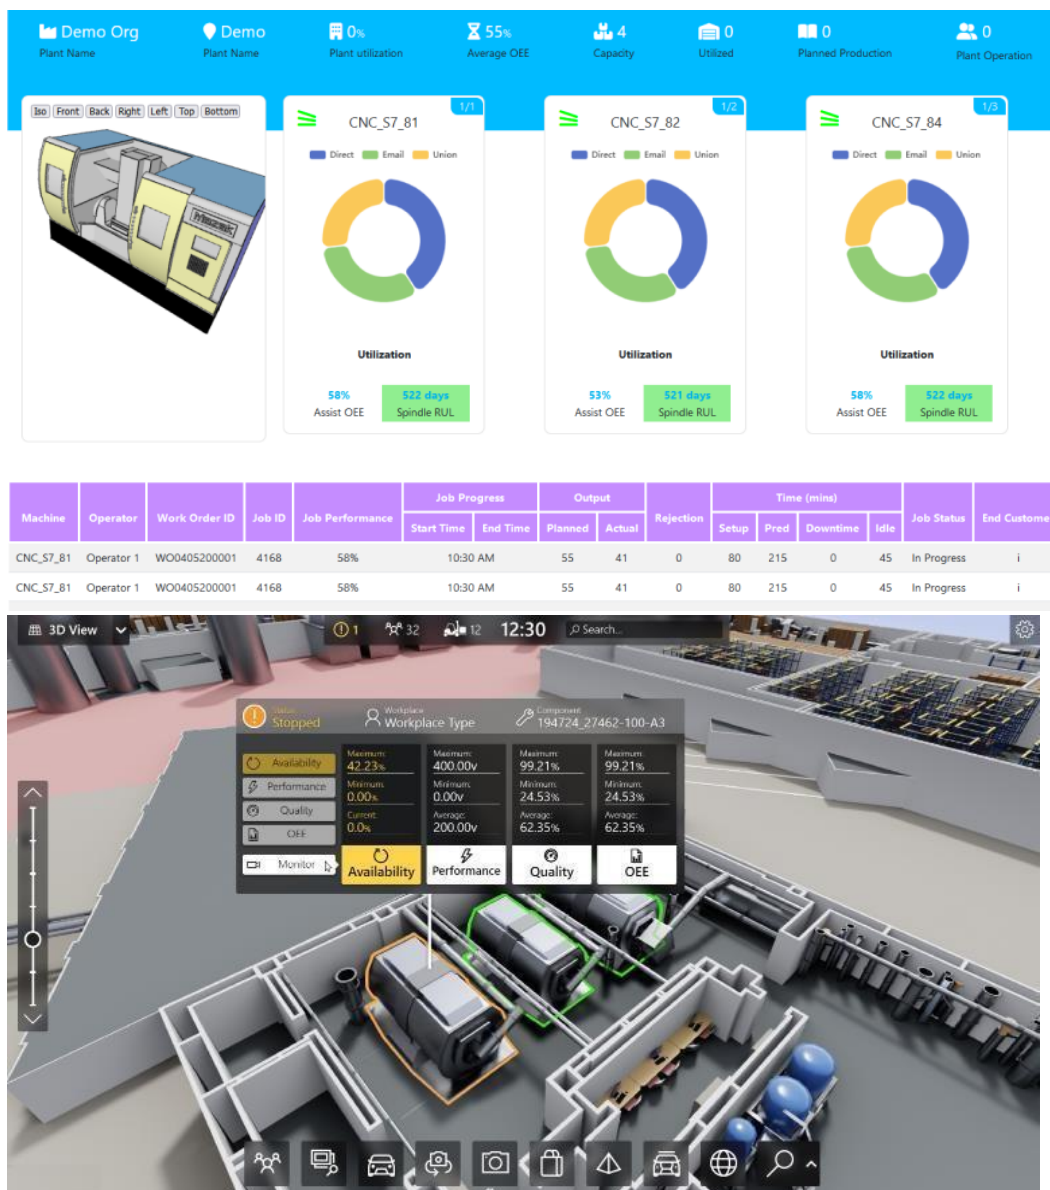 Demo Org
Plant Name
Demo
Plant Name
0%
Plant utilization
55%
Average OEE
4
Capacity
0
Utilized
0
Planned Production
0
Plant Operation
Iso Front Back Right Left Top Bottom
1/1
CNC_S7_81
Direct Email Union
Utilization
58%
Assist OEE
522 days
Spindle RUL
1/2
CNC_S7_82
Direct Email Union
Utilization
53%
Assist OEE
521 days
Spindle RUL
1/3
CNC_S7_84
Direct Email Union
Utilization
58%
Assist OEE
522 days
Spindle RUL
Machine Operator Work Order ID Job ID Job Performance Job Progress Output Rejection Time (mins) Job Status End Custome
Start Time End Time Planned Actual Setup Pred Downtime Idle
CNC_S7_81 Operator 1 WO0405200001 4168 58% 10:30 AM 55 41 0 80 215 0 45 In Progress i
CNC_S7_81 Operator 1 WO0405200001 4168 58% 10:30 AM 55 41 0 80 215 0 45 In Progress i
3D View 1 32 12 12:30 Search...
Status
Stopped
Workplace
Workplace Type
Component
194724_27462-100-A3
Availability
Performance
Quality
OEE
Monitor
Maximum:
42.23%
Minimum:
0.00%
Current:
0.0%
Availability
Maximum:
400.00v
Minimum:
0.00v
Average:
200.00v
Performance
Maximum:
99.21%
Minimum:
24.53%
Average:
62.35%
Quality
Maximum:
99.21%
Minimum:
24.53%
Average:
62.35%
OEE